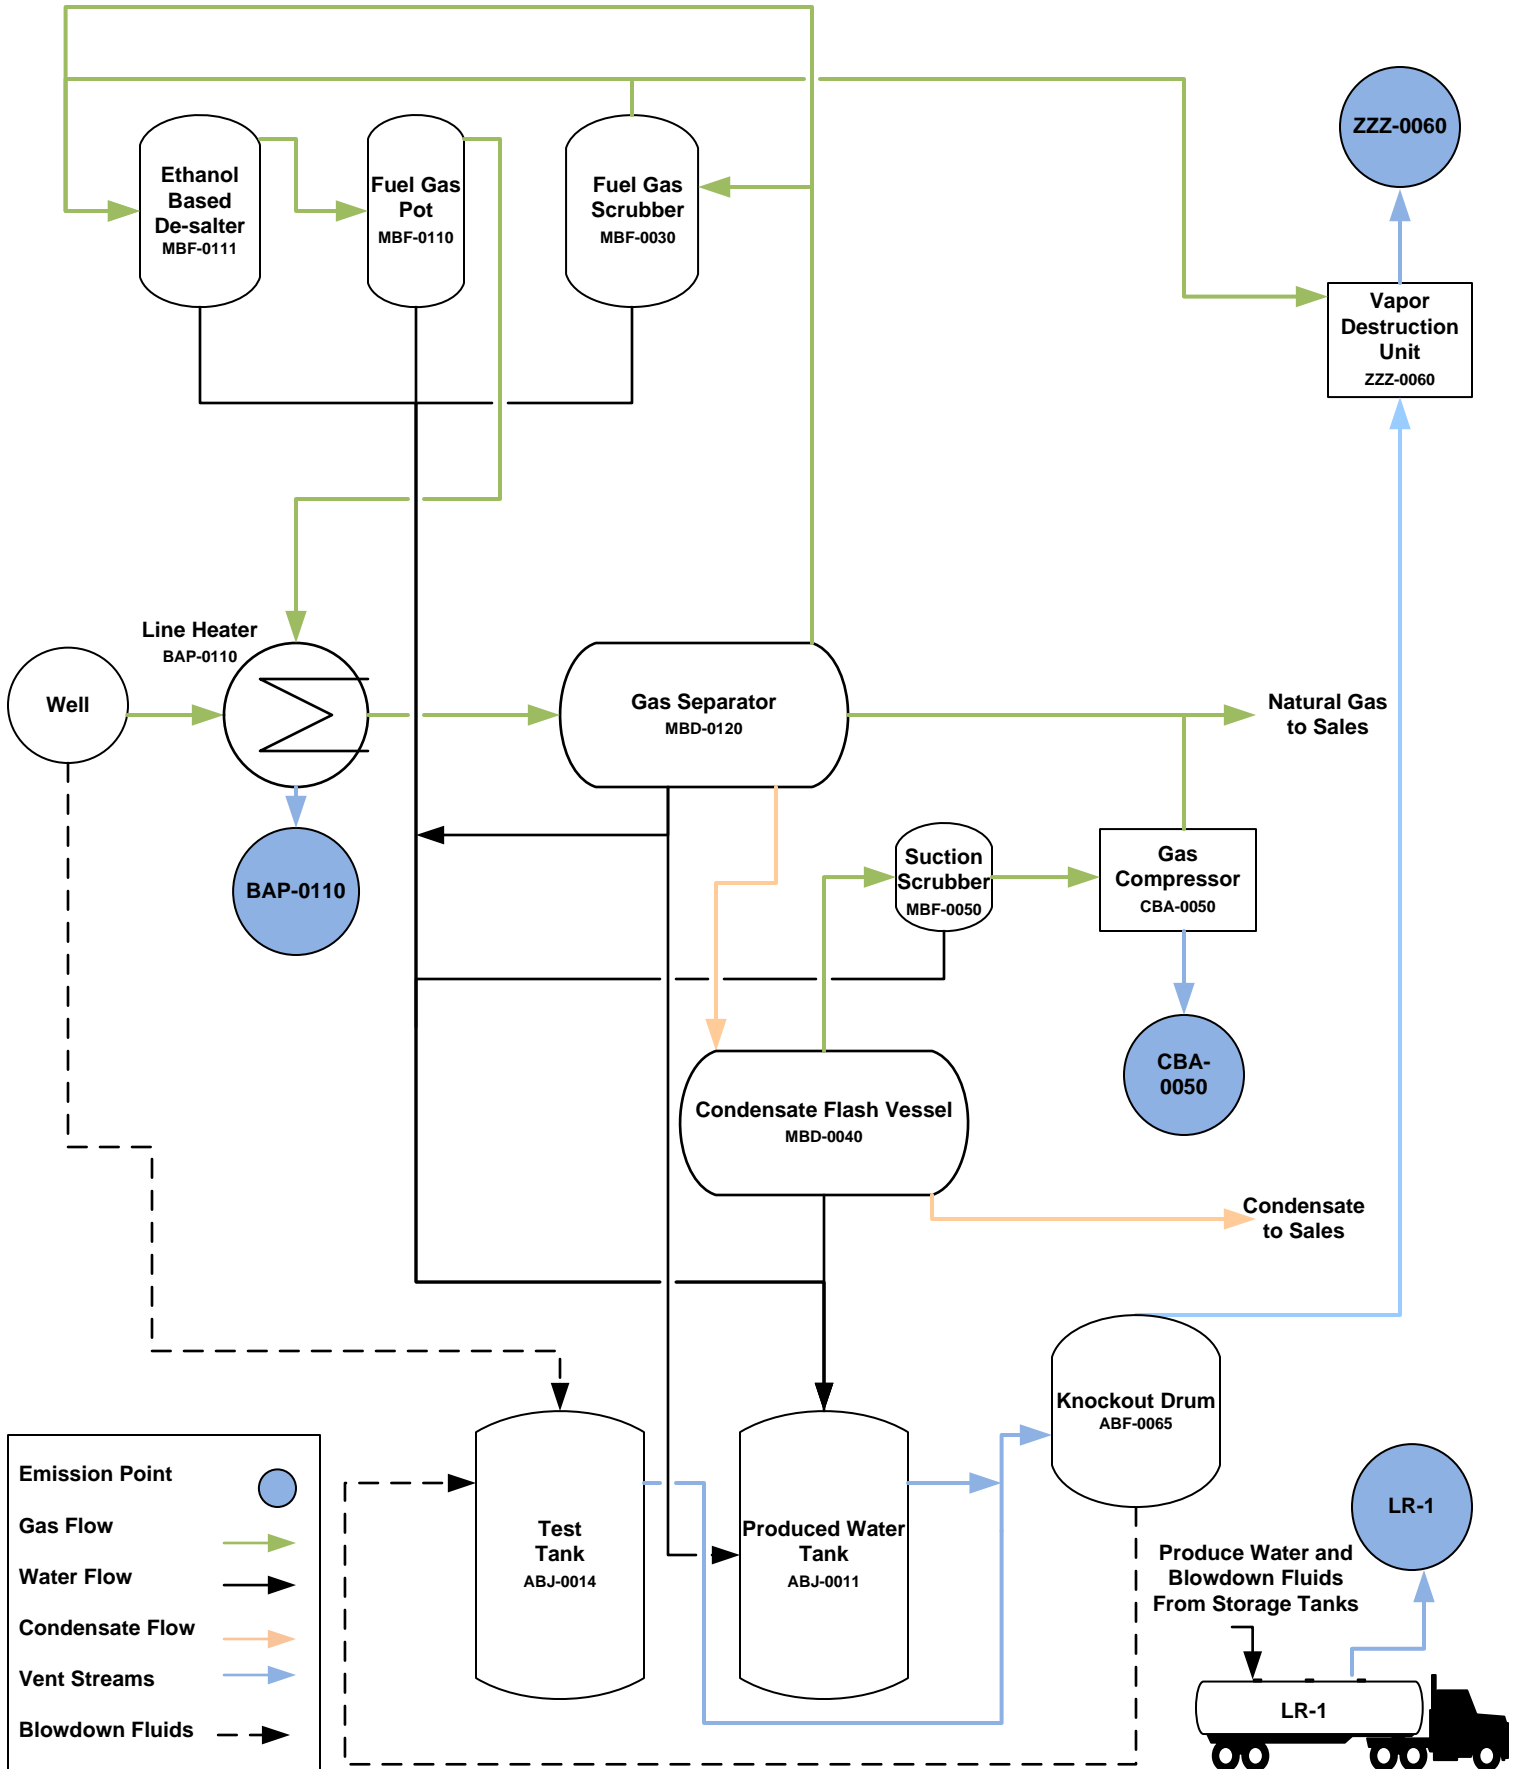 ZZZ-0060
Ethanol
Based
De-salter
MBF-0111
Fuel Gas
Pot
MBF-0110
Fuel Gas
Scrubber
MBF-0030
Vapor
Destruction
Unit
ZZZ-0060
Line Heater
BAP-0110
Well
Gas Separator
MBD-0120
Natural Gas
to Sales
BAP-0110
Suction
Scrubber
MBF-0050
Gas
Compressor
CBA-0050
CBA-
0050
Condensate Flash Vessel
MBD-0040
Condensate
to Sales
Knockout Drum
ABF-0065
Test
Tank
ABJ-0014
Produced Water
Tank
ABJ-0011
LR-1
Produce Water and
Blowdown Fluids
From Storage Tanks
LR-1
Emission Point
Gas Flow
Water Flow
Condensate Flow
Vent Streams
Blowdown Fluids